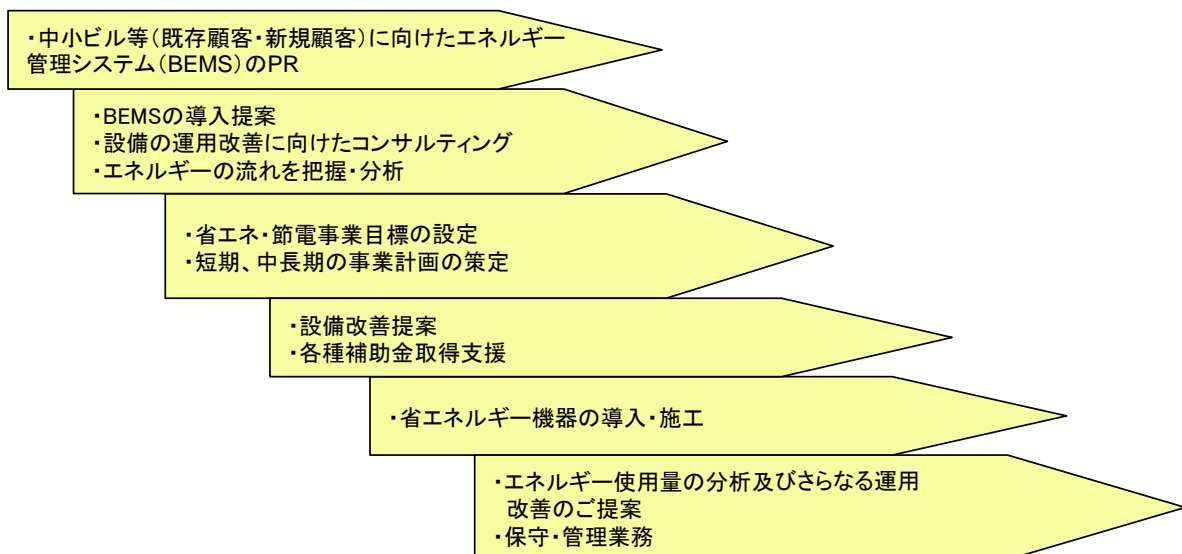 ・中小ビル等(既存顧客・新規顧客)に向けたエネルギー
管理システム(BEMS)のPR
・BEMSの導入提案
・設備の運用改善に向けたコンサルティング
・エネルギーの流れを把握・分析
・省エネ・節電事業目標の設定
・短期、中長期の事業計画の策定
・設備改善提案
・各種補助金取得支援
・省エネルギー機器の導入・施工
・エネルギー使用量の分析及びさらなる運用
改善のご提案
・保守・管理業務